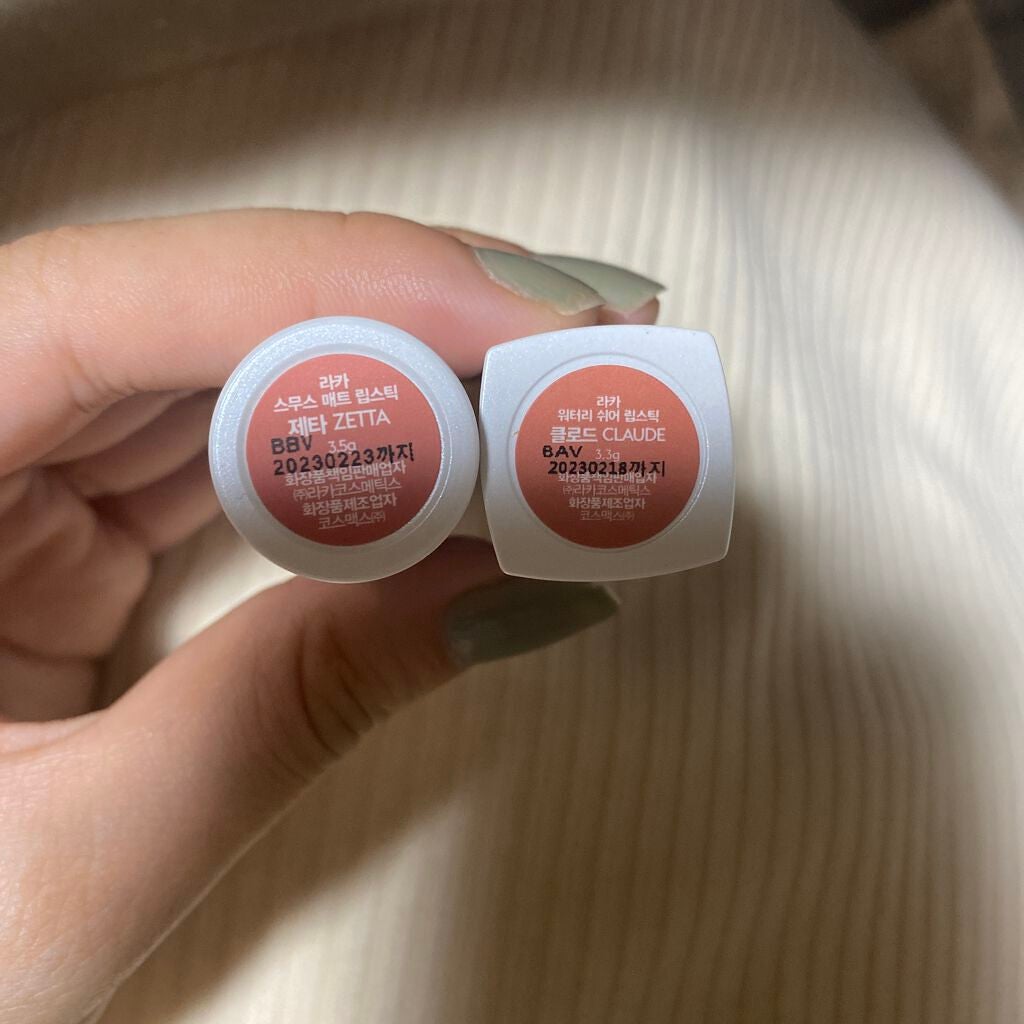 라카
스무스 매트 립스틱
제타 ZETTA
3.5g
BBV
20230223까지
화장품책임판매업자
㈜라카코스메틱스
화장품제조업자
코스맥스㈜
라카
워터리 쉬어 립스틱
클로드 CLAUDE
3.3g
BAV
20230218까지
화장품책임판매업자
㈜라카코스메틱스
화장품제조업자
코스맥스㈜